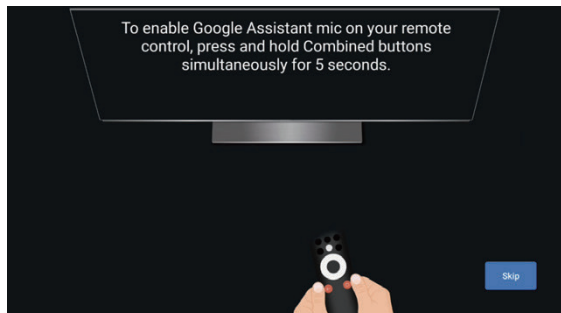 To enable Google Assistant mic on your remote
control, press and hold Combined buttons
simultaneously for 5 seconds.
Skip